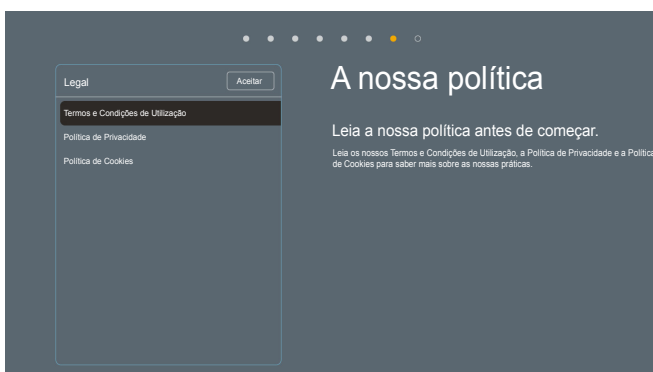 Legal
Aceitar
Termos e Condições de Utilização
Política de Privacidade
Política de Cookies
A nossa política
Leia a nossa política antes de começar.
Leia os nossos Termos e Condições de Utilização, a Política de Privacidade e a Política
de Cookies para saber mais sobre as nossas práticas.